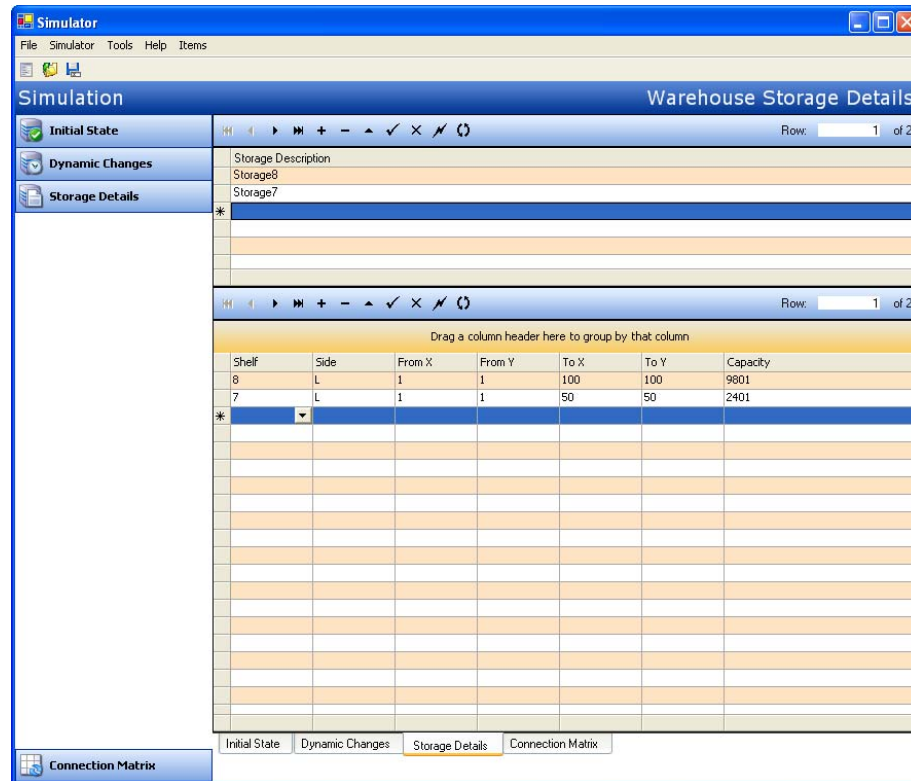 Simulator
File Simulator Tools Help Items
Simulation Warehouse Storage Details
Initial State
Dynamic Changes
Storage Details
Row: 1 of 2
Storage Description
Storage8
Storage7
Row: 1 of 2
Drag a column header here to group by that column
Shelf Side From X From Y To X To Y Capacity
8 L 1 1 100 100 9801
7 L 1 1 50 50 2401
Initial State Dynamic Changes Storage Details Connection Matrix
Connection Matrix